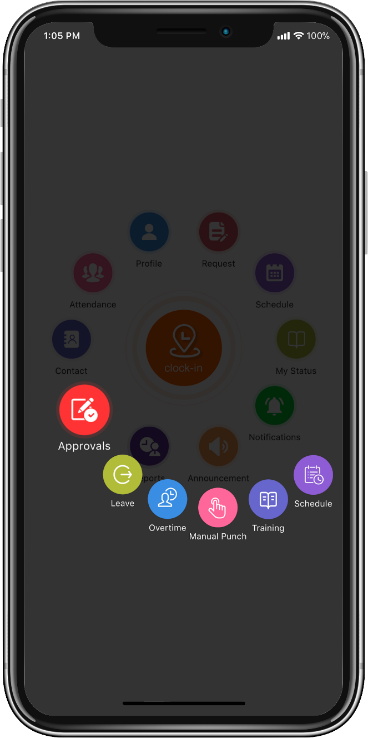 1:05 PM
100%
Profile
Request
Attendance
Schedule
clock-in
Contact
My Status
Approvals
Notifications
Announcement
Leave
Overtime
Manual Punch
Training
Schedule